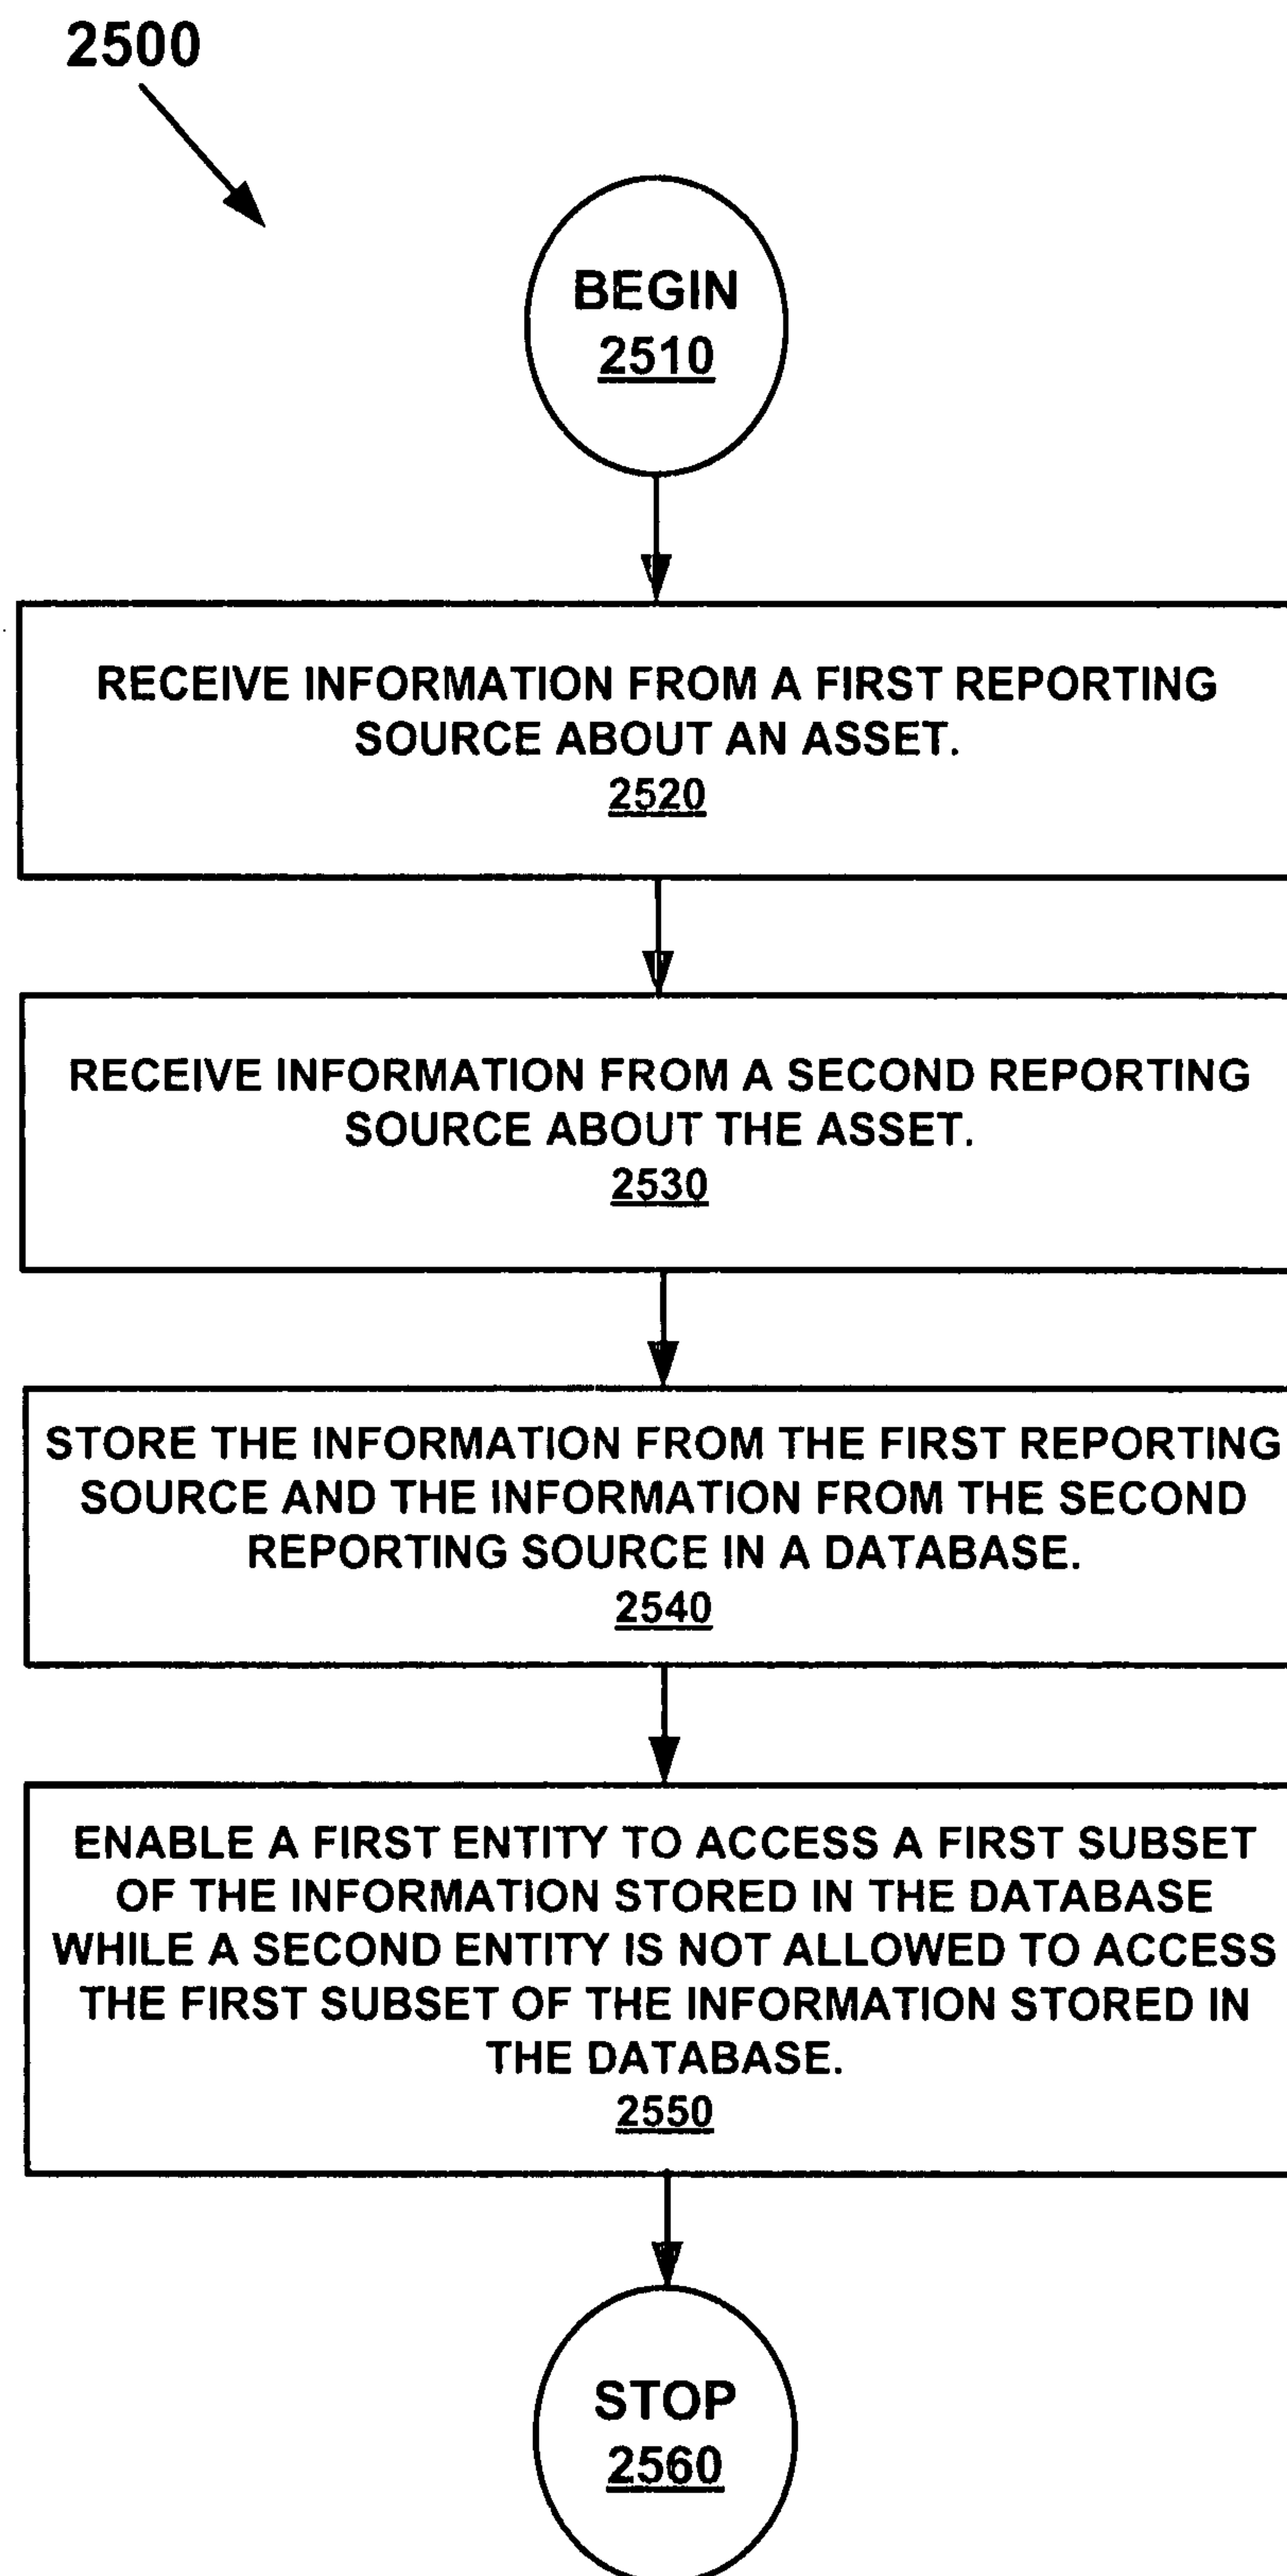 2500
BEGIN
2510
RECEIVE INFORMATION FROM A FIRST REPORTING
SOURCE ABOUT AN ASSET.
2520
RECEIVE INFORMATION FROM A SECOND REPORTING
SOURCE ABOUT THE ASSET.
2530
STORE THE INFORMATION FROM THE FIRST REPORTING
SOURCE AND THE INFORMATION FROM THE SECOND
REPORTING SOURCE IN A DATABASE.
2540
ENABLE A FIRST ENTITY TO ACCESS A FIRST SUBSET
OF THE INFORMATION STORED IN THE DATABASE
WHILE A SECOND ENTITY IS NOT ALLOWED TO ACCESS
THE FIRST SUBSET OF THE INFORMATION STORED IN
THE DATABASE.
2550
STOP
2560